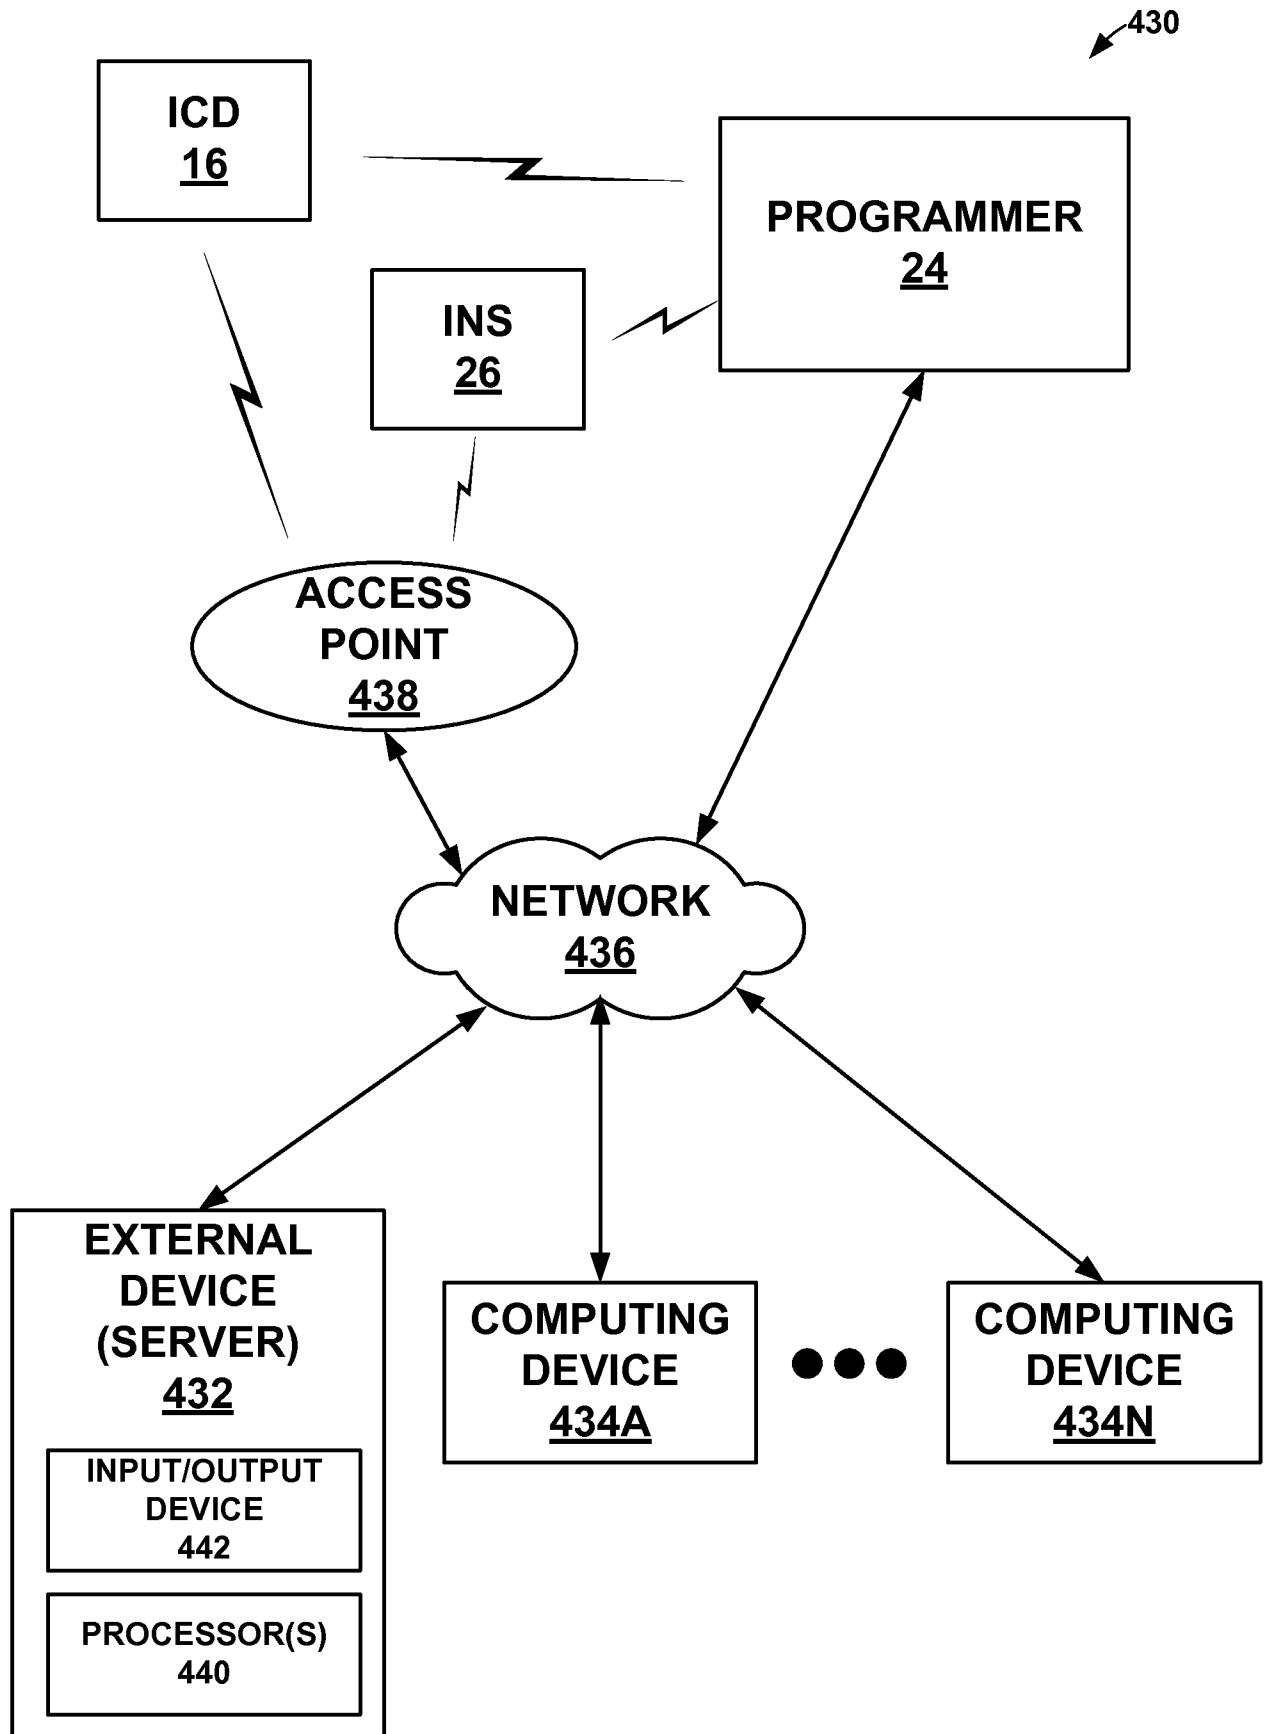 430
ICD
16
PROGRAMMER
24
INS
26
ACCESS
POINT
438
NETWORK
436
EXTERNAL
DEVICE
(SERVER)
432
INPUT/OUTPUT
DEVICE
442
PROCESSOR(S)
440
COMPUTING
DEVICE
434A
COMPUTING
DEVICE
434N